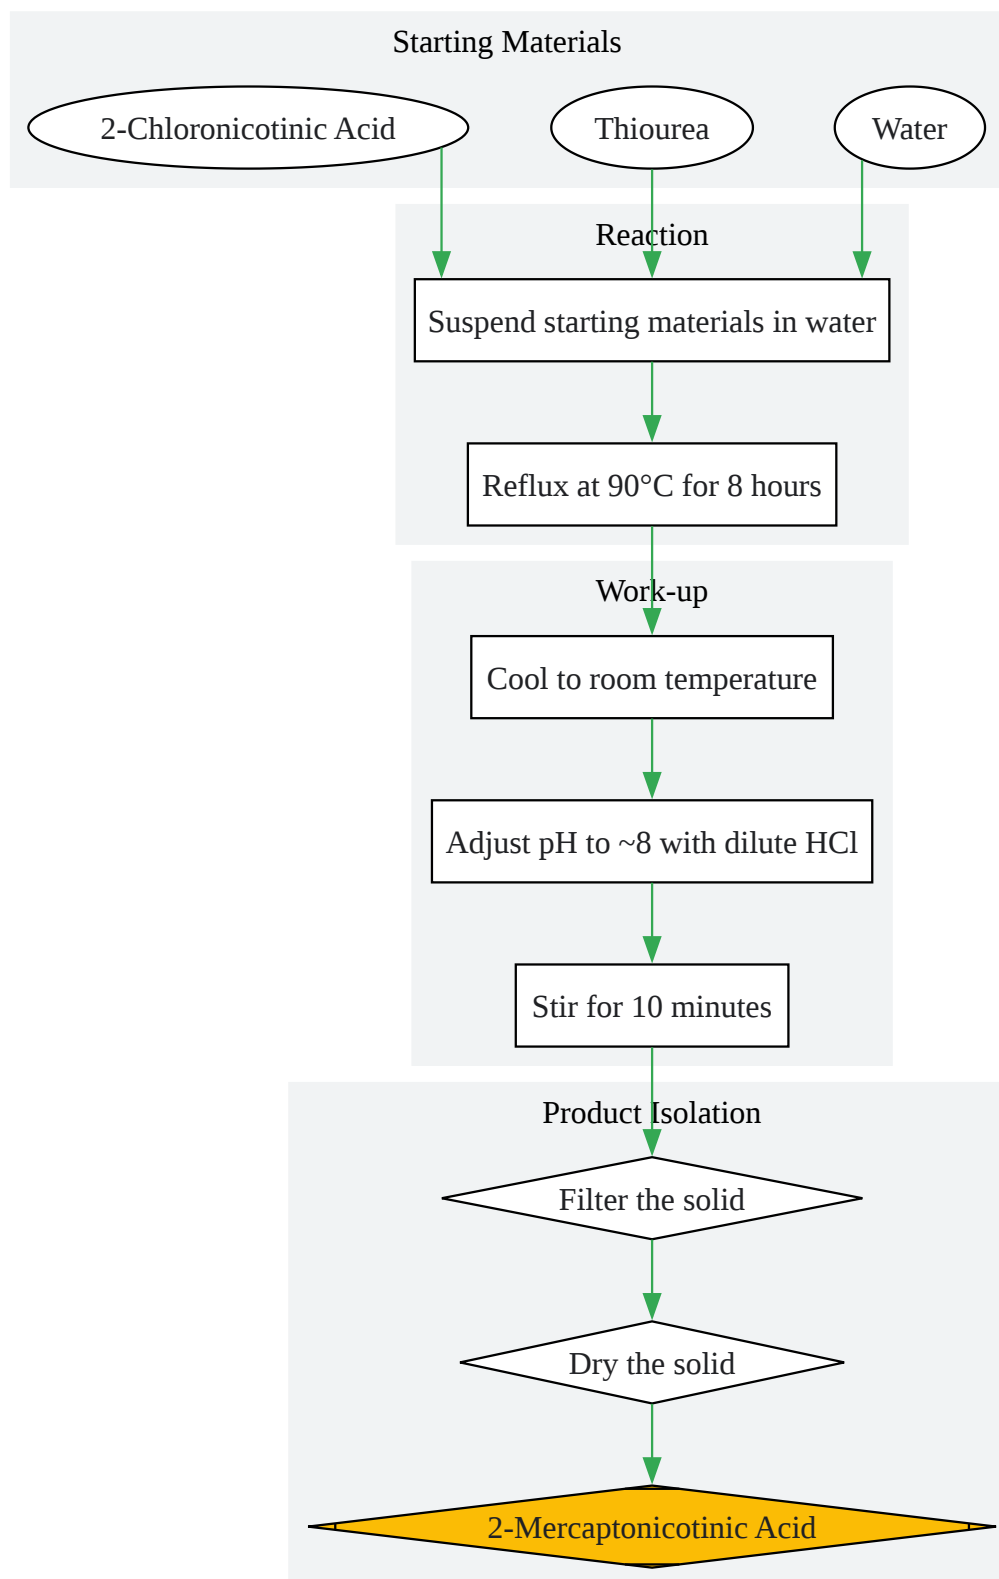 Starting Materials
2-Chloronicotinic Acid
Thiourea
Water
Reaction
Suspend starting materials in water
Reflux at 90°C for 8 hours
Work-up
Cool to room temperature
Adjust pH to ~8 with dilute HCl
Stir for 10 minutes
Product Isolation
Filter the solid
Dry the solid
2-Mercaptonicotinic Acid